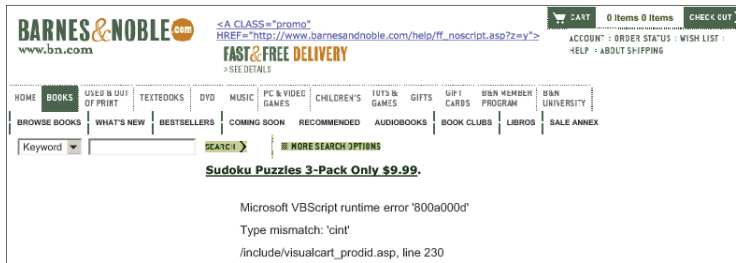 BARNES&NOBLE.com
www.bn.com
<A CLASS="promo"
HREF="http://www.barnesandnoble.com/help/ff_noscript.asp?z=y">
FAST&FREE DELIVERY
» SEE DETAILS
CART 0 Items 0 Items CHECK OUT
ACCOUNT : ORDER STATUS : WISH LIST :
HELP : ABOUT SHIPPING
HOME BOOKS USED & OUT OF PRINT TEXTBOOKS DVD MUSIC PC & VIDEO GAMES CHILDREN'S TOYS & GAMES GIFTS GIFT CARDS B&N MEMBER PROGRAM B&N UNIVERSITY
BROWSE BOOKS WHAT'S NEW BESTSELLERS COMING SOON RECOMMENDED AUDIOBOOKS BOOK CLUBS LIBROS SALE ANNEX
Keyword SEARCH MORE SEARCH OPTIONS
Sudoku Puzzles 3-Pack Only $9.99.
Microsoft VBScript runtime error '800a000d'
Type mismatch: 'cint'
/include/visualcart_prodid.asp, line 230